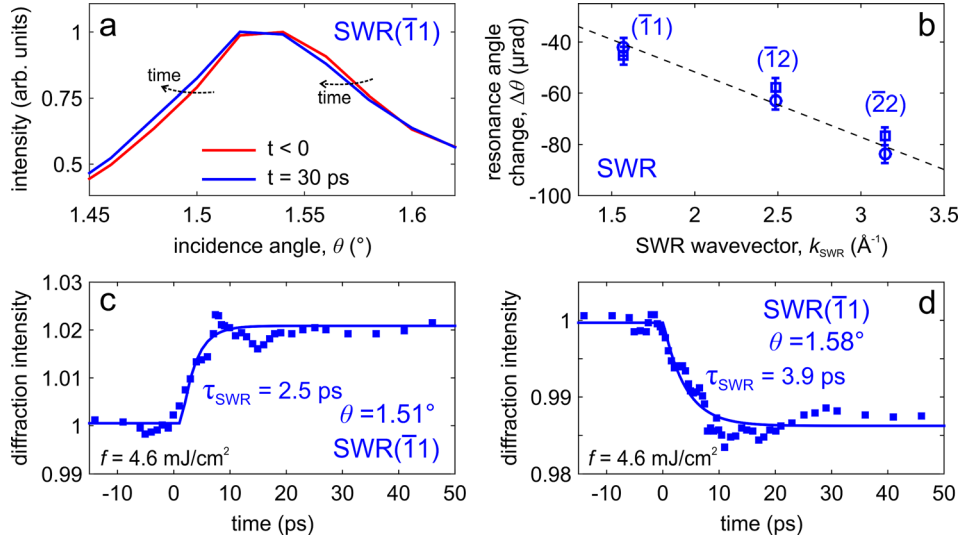 a
SWR(1̅1)
time
time
t < 0
t = 30 ps
1
0.75
0.5
intensity (arb. units)
1.45
1.5
1.55
1.6
incidence angle, θ (°)
b
(1̅1)
(1̅2)
(2̅2)
SWR
-40
-60
-80
-100
resonance angle
change, Δθ (μrad)
1.5
2
2.5
3
3.5
SWR wavevector, kSWR (Å⁻¹)
c
1.03
1.02
1.01
1
0.99
diffraction intensity
τSWR = 2.5 ps
θ =1.51°
SWR(1̅1)
f = 4.6 mJ/cm²
-10
0
10
20
30
40
50
time (ps)
d
SWR(1̅1)
θ =1.58°
τSWR = 3.9 ps
1
0.99
0.98
diffraction intensity
f = 4.6 mJ/cm²
-10
0
10
20
30
40
50
time (ps)